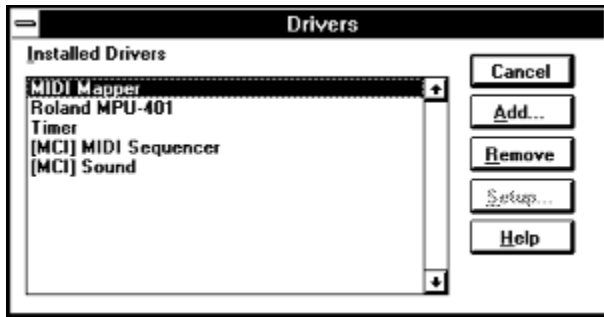 Drivers
Installed Drivers
MIDI Mapper
Roland MPU-401
Timer
[MCI] MIDI Sequencer
[MCI] Sound
Cancel
Add...
Remove
Setup...
Help